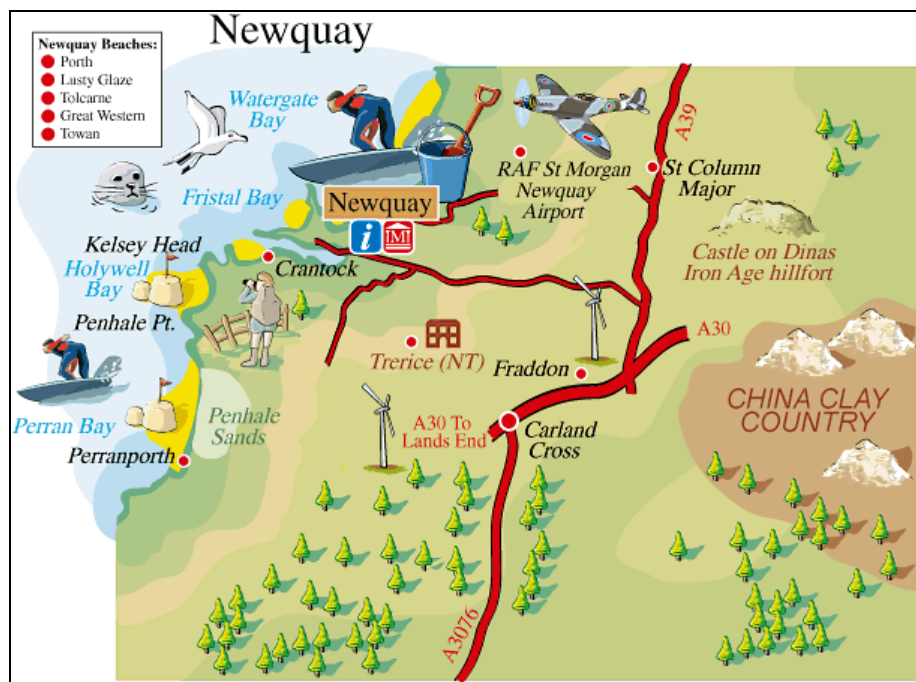 Newquay
Newquay Beaches:
Porth
Lusty Glaze
Tolcarne
Great Western
Towan
Watergate
Bay
A39
RAF St Morgan
Newquay
Airport
St Column
Major
Fristal Bay
Newquay
i
Kelsey Head
Holywell
Bay
Crantock
Castle on Dinas
Iron Age hillfort
Penhale Pt.
A30
Trerice (NT)
Fraddon
CHINA CLAY
COUNTRY
Perran Bay
Penhale
Sands
A30 To
Lands End
Carland
Cross
Perranporth
A3076